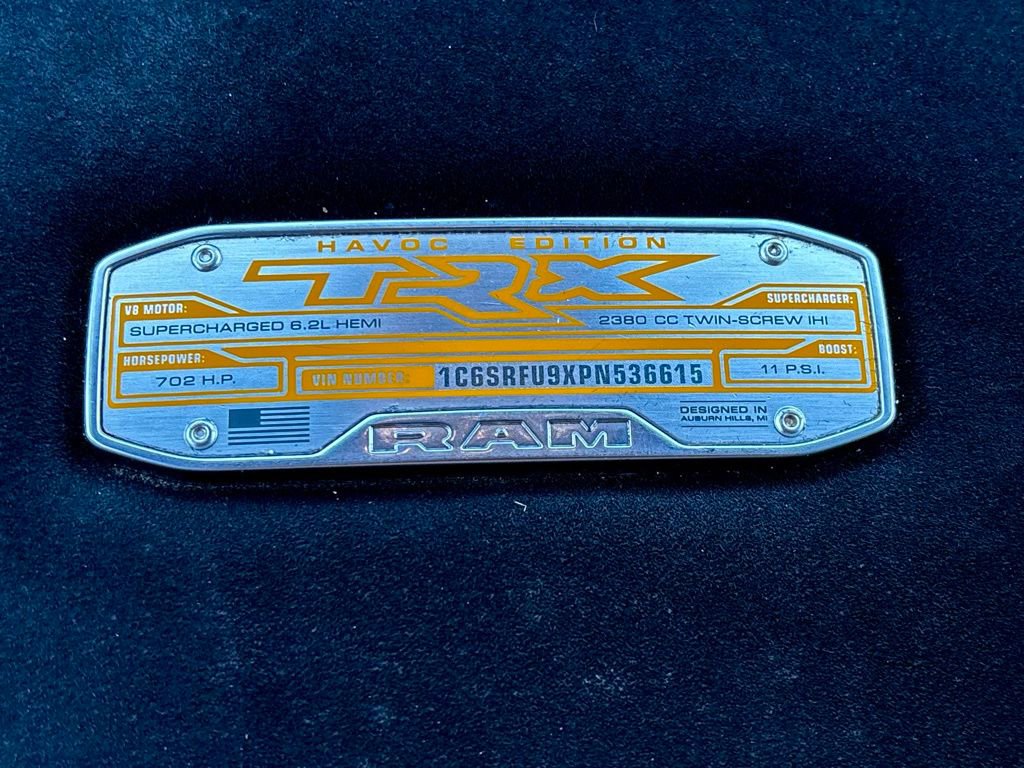 HAVOC EDITION
TRX
V8 MOTOR:
SUPERCHARGED 6.2L HEMI
SUPERCHARGER:
2380 CC TWIN-SCREW IHI
HORSEPOWER:
702 H.P.
VIN NUMBER:
1C6SRFU9XPN536615
BOOST:
11 P.S.I.
RAM
DESIGNED IN
AUBURN HILLS, MI